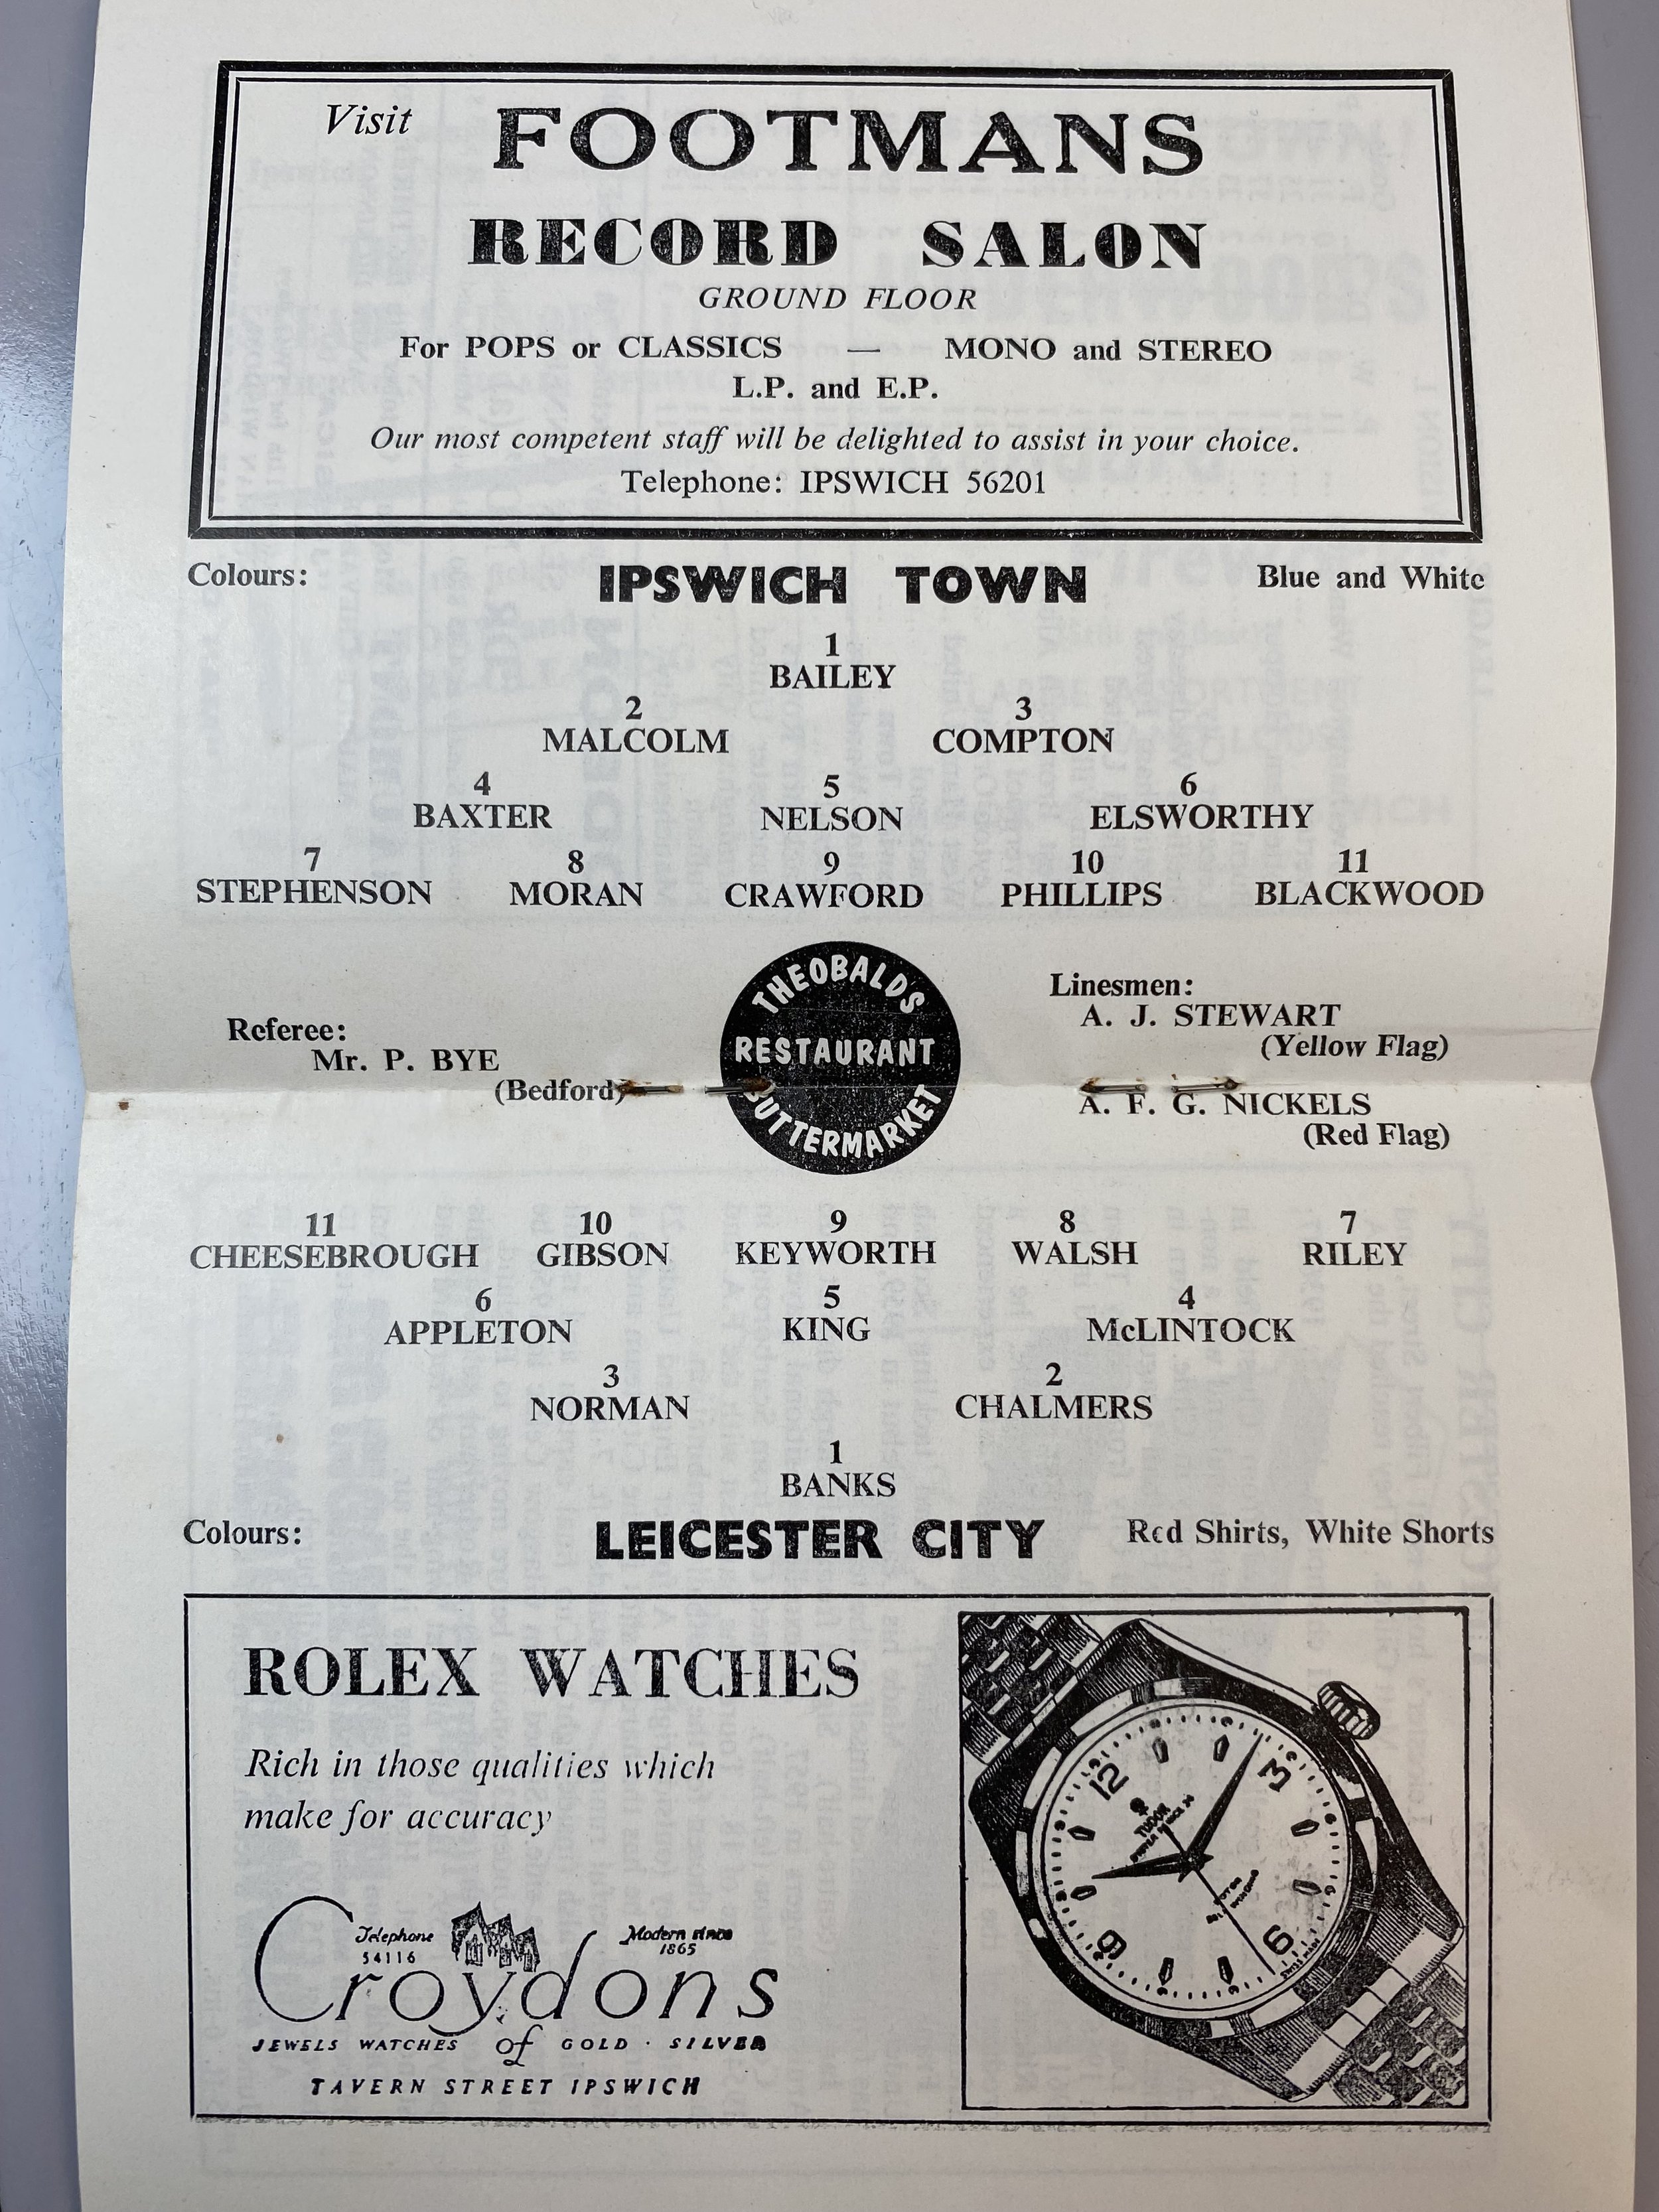 Visit FOOTMANS
RECORD SALON
GROUND FLOOR
For POPS or CLASSICS — MONO and STEREO
L.P. and E.P.
Our most competent staff will be delighted to assist in your choice.
Telephone: IPSWICH 56201
Colours: IPSWICH TOWN Blue and White
1
BAILEY
2 3
MALCOLM COMPTON
4 5 6
BAXTER NELSON ELSWORTHY
7 8 9 10 11
STEPHENSON MORAN CRAWFORD PHILLIPS BLACKWOOD
Referee:
Mr. P. BYE
(Bedford)
THEOBALD'S
RESTAURANT
BUTTERMARKET
Linesmen:
A. J. STEWART
(Yellow Flag)
A. F. G. NICKELS
(Red Flag)
11 10 9 8 7
CHEESEBROUGH GIBSON KEYWORTH WALSH RILEY
6 5 4
APPLETON KING McLINTOCK
3 2
NORMAN CHALMERS
1
BANKS
Colours: LEICESTER CITY Red Shirts, White Shorts
ROLEX WATCHES
Rich in those qualities which
make for accuracy
Telephone
54116
Modern since
1865
Croydons
JEWELS WATCHES of GOLD · SILVER
TAVERN STREET IPSWICH
12
3
6
9
TUDOR